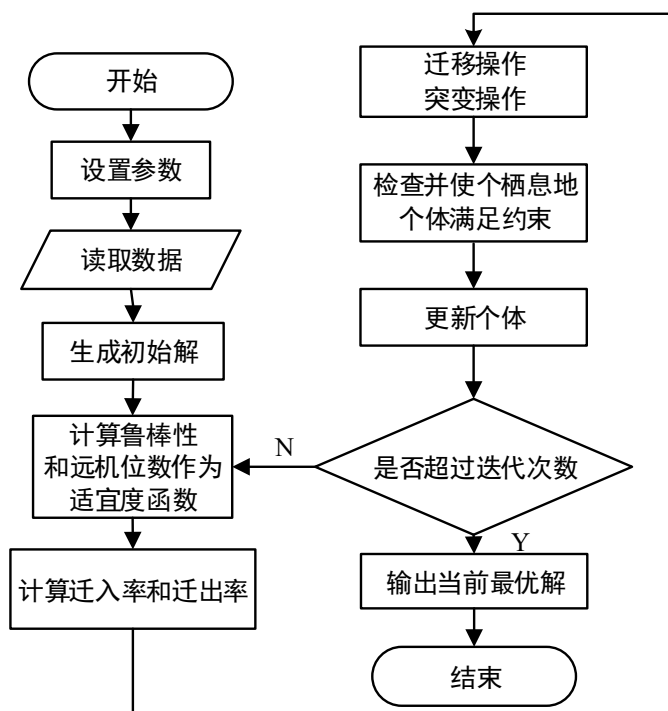 开始
设置参数
读取数据
生成初始解
计算鲁棒性
和远机位数作为
适宜度函数
计算迁入率和迁出率
迁移操作
突变操作
检查并使个栖息地
个体满足约束
更新个体
是否超过迭代次数
N
Y
输出当前最优解
结束